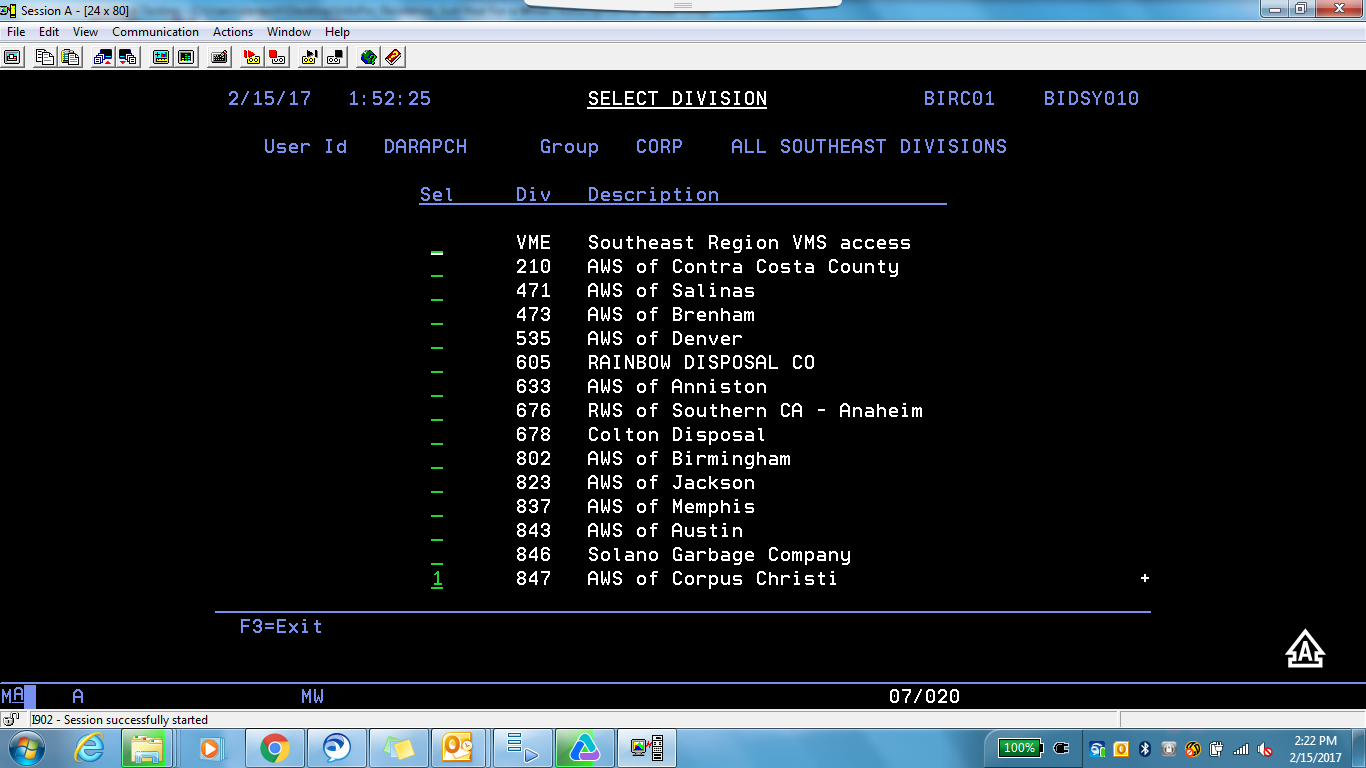 Session A - [24 x 80]
File Edit View Communication Actions Window Help
2/15/17 1:52:25 SELECT DIVISION BIRC01 BIDSY010
User Id DARAPCH Group CORP ALL SOUTHEAST DIVISIONS
Sel Div Description
_ VME Southeast Region VMS access
_ 210 AWS of Contra Costa County
_ 471 AWS of Salinas
_ 473 AWS of Brenham
_ 535 AWS of Denver
_ 605 RAINBOW DISPOSAL CO
_ 633 AWS of Anniston
_ 676 RWS of Southern CA - Anaheim
_ 678 Colton Disposal
_ 802 AWS of Birmingham
_ 823 AWS of Jackson
_ 837 AWS of Memphis
_ 843 AWS of Austin
_ 846 Solano Garbage Company
1 847 AWS of Corpus Christi +
F3=Exit
A
MA A MW 07/020
I902 - Session successfully started
100% 2:22 PM
2/15/2017